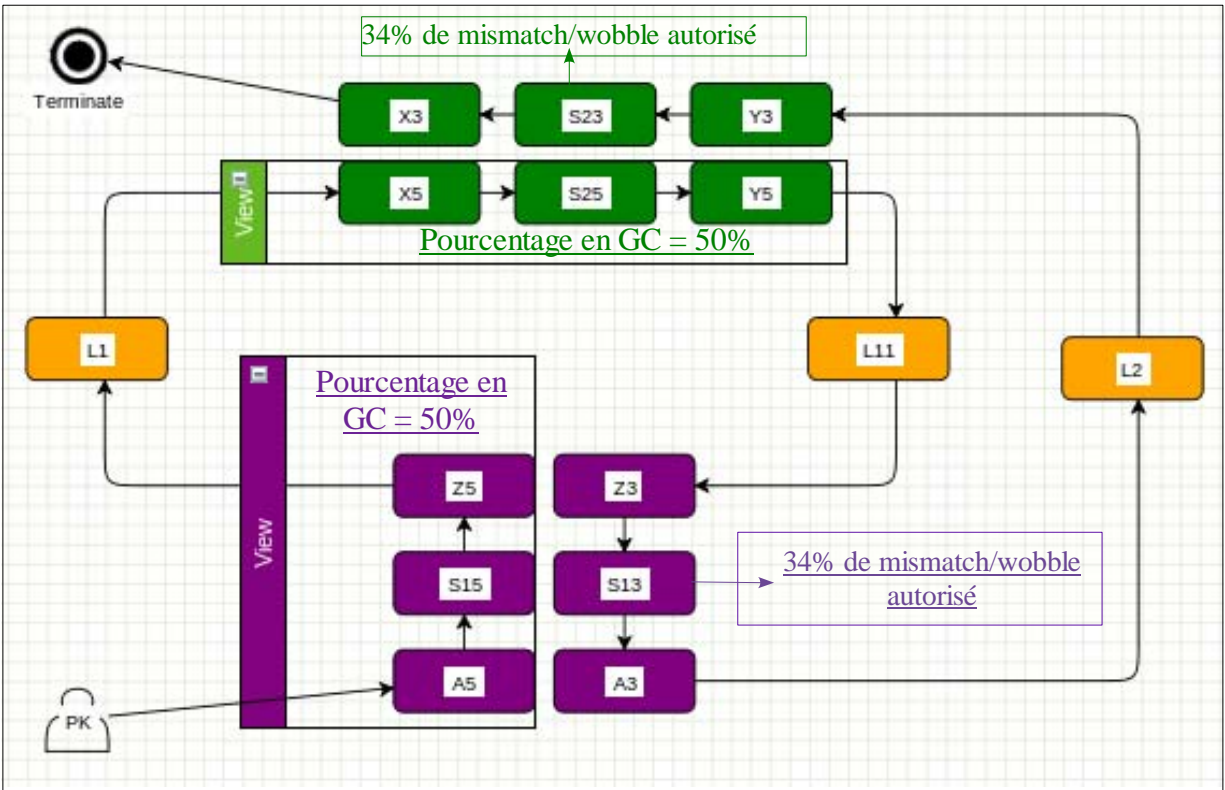 34% de mismatch/wobble autorisé
Terminate
X3
S23
Y3
View
X5
S25
Y5
Pourcentage en GC = 50%
L1
L11
L2
Pourcentage en
GC = 50%
View
Z5
Z3
S15
S13
34% de mismatch/wobble
autorisé
A5
A3
PK